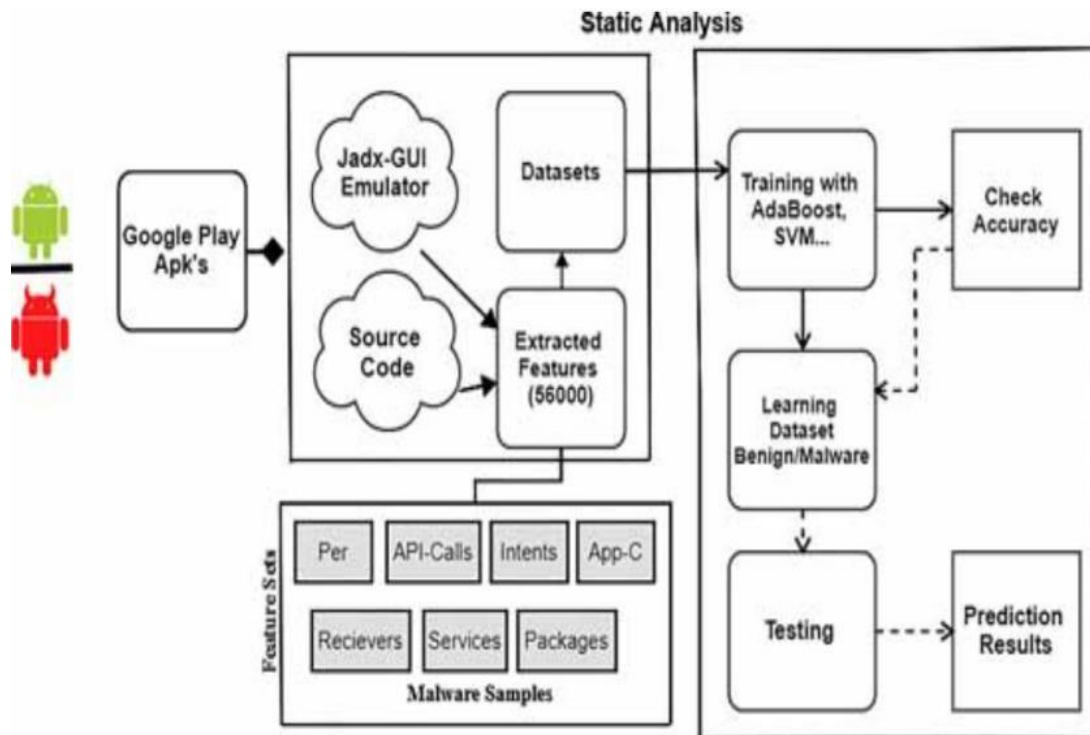 Static Analysis
Google Play
Apk's
Jadx-GUI
Emulator
Source
Code
Datasets
Extracted
Features
(56000)
Training with
AdaBoost,
SVM...
Check
Accuracy
Learning
Dataset
Benign/Malware
Testing
Prediction
Results
Feature Sets
Per
API-Calls
Intents
App-C
Recievers
Services
Packages
Malware Samples